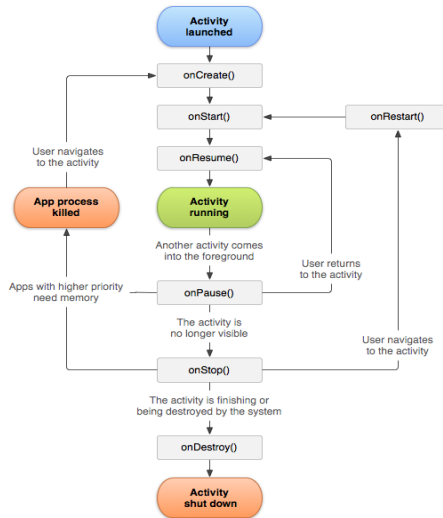 Activity
launched
onCreate()
onStart()
onRestart()
User navigates
to the activity
onResume()
App process
killed
Activity
running
Another activity comes
into the foreground
User returns
to the activity
Apps with higher priority
need memory
onPause()
The activity is
no longer visible
User navigates
to the activity
onStop()
The activity is finishing or
being destroyed by the system
onDestroy()
Activity
shut down